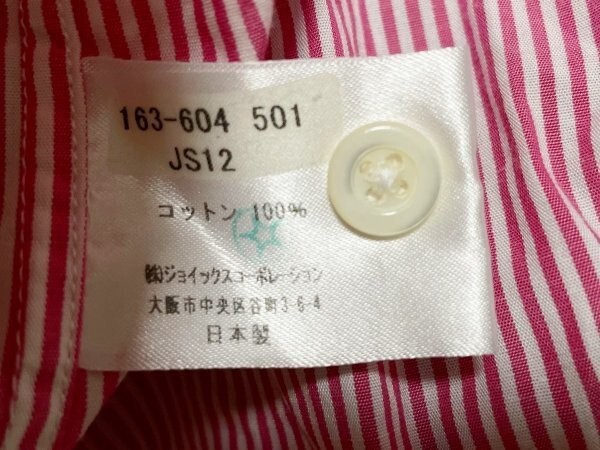 163-604 501
JS12
コットン 100%
㈱ジョイックスコーポレーション
大阪市中央区谷町3-6-4
日本製